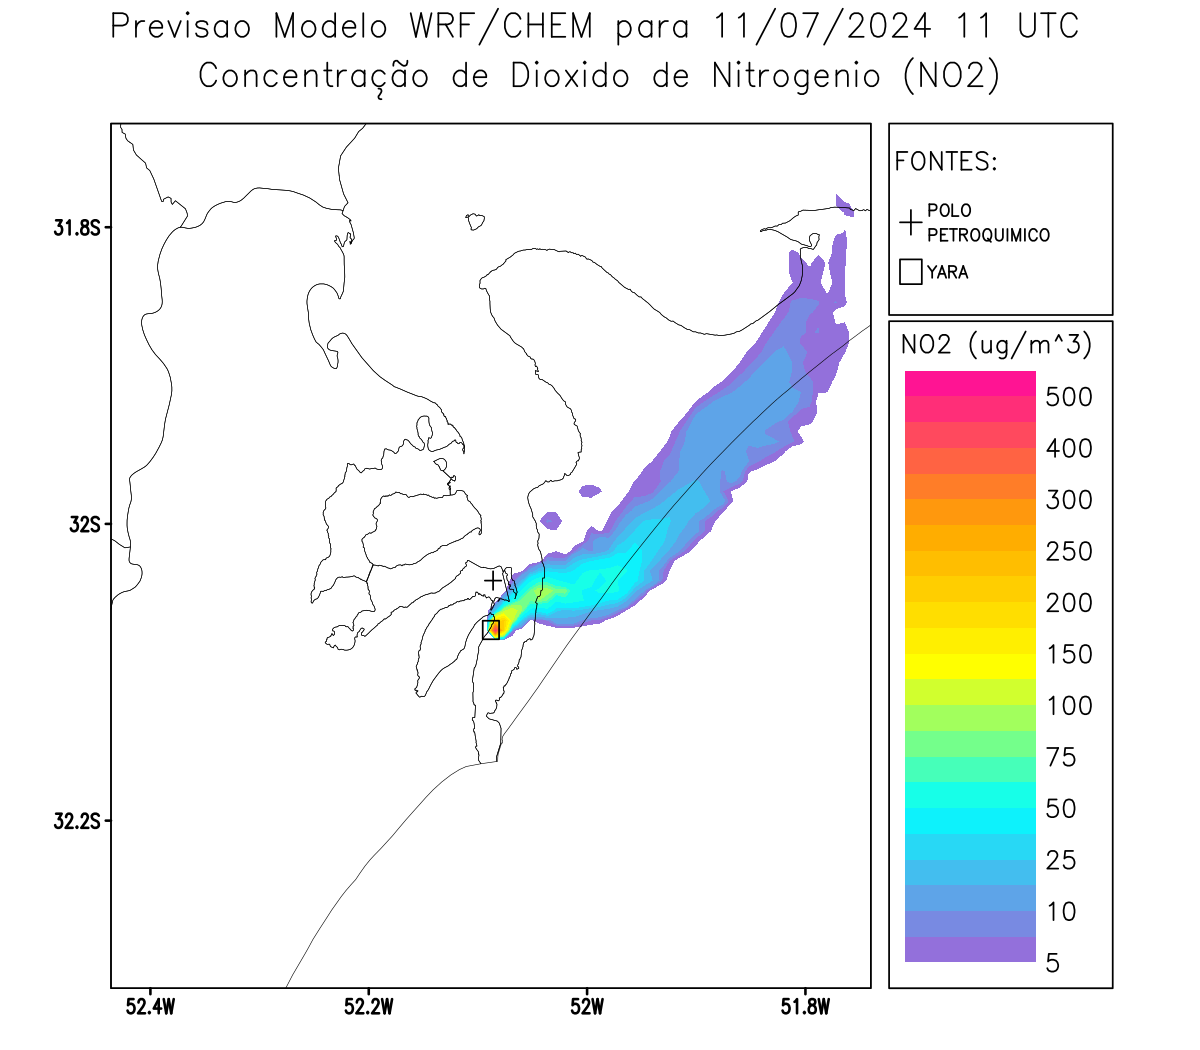 Previsao Modelo WRF/CHEM para 11/07/2024 11 UTC
Concentração de Dioxido de Nitrogenio (NO2)
FONTES:
POLO
PETROQUIMICO
YARA
NO2 (ug/m^3)
500
400
300
250
200
150
100
75
50
25
10
5
31.8S
32S
32.2S
52.4W
52.2W
52W
51.8W